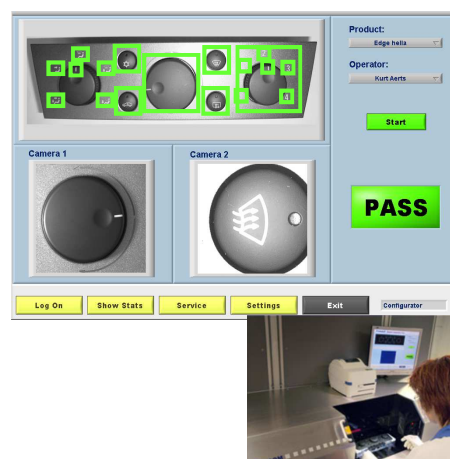 Product:
Edge hella
Operator:
Kurt Aerts
Start
Camera 1
Camera 2
PASS
Log On
Show Stats
Service
Settings
Exit
Configurator